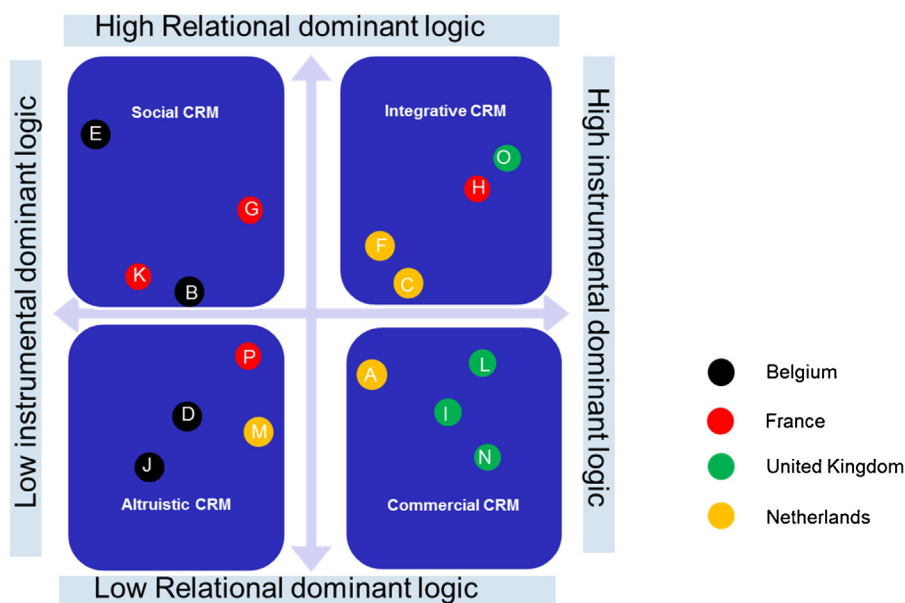 High Relational dominant logic
Low instrumental dominant logic
High instrumental dominant logic
Social CRM
Integrative CRM
E
O
H
G
F
K
C
B
P
L
A
D
I
M
J
N
Altruistic CRM
Commercial CRM
Low Relational dominant logic
Belgium
France
United Kingdom
Netherlands